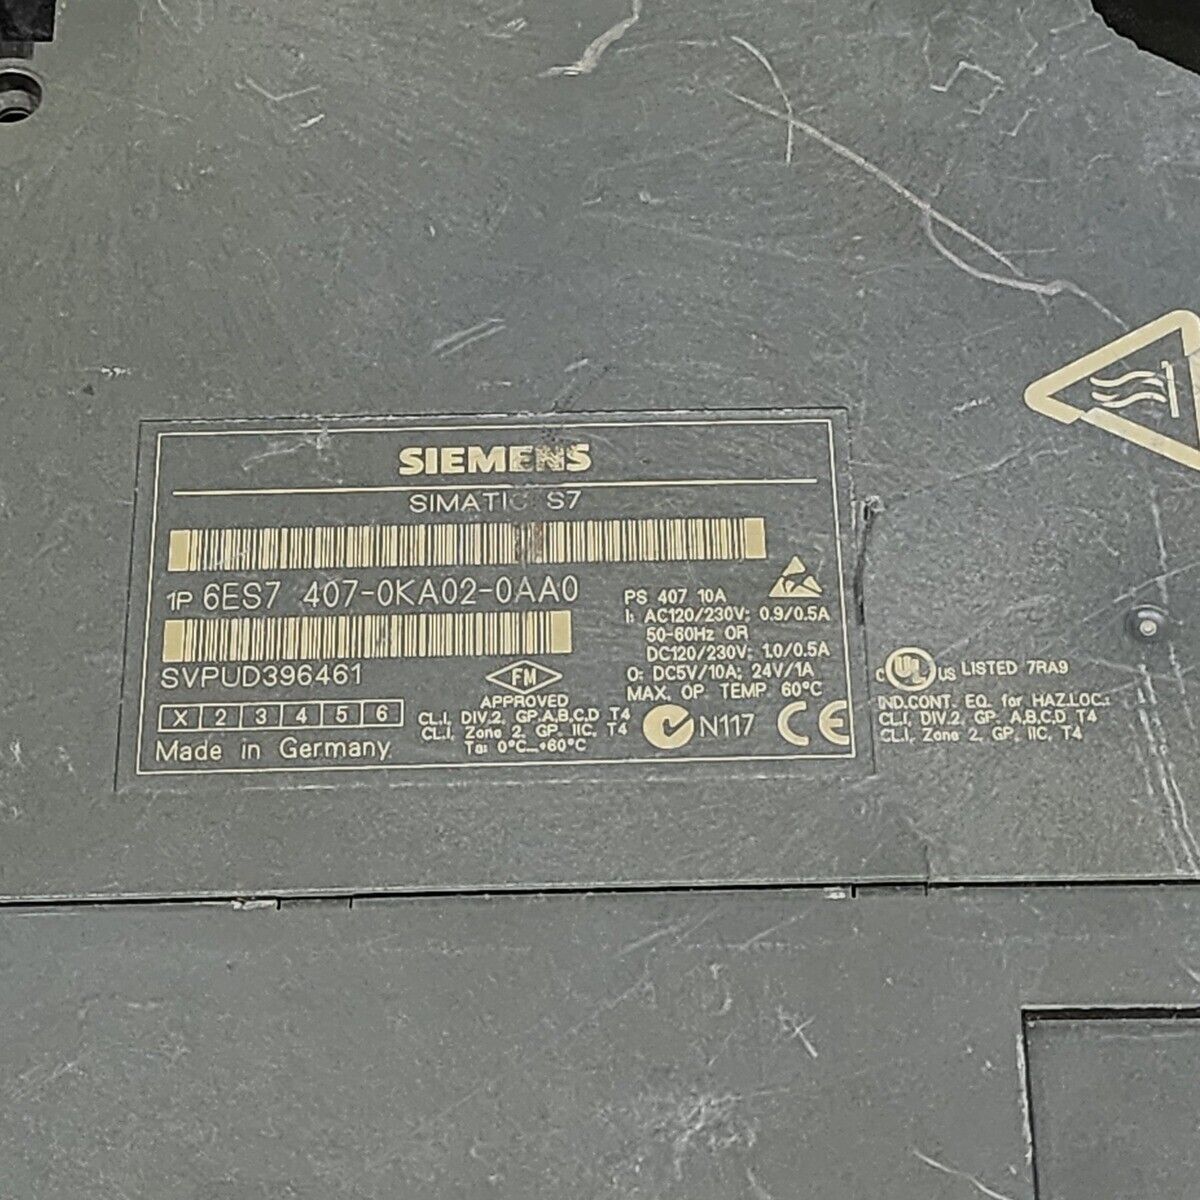 SIEMENS
SIMATIC S7
1P 6ES7 407-0KA02-0AA0
SVPUD396461
X 2 3 4 5 6
Made in Germany
FM
APPROVED
CL.I, DIV.2, GP.A,B,C,D T4
CL.I, Zone 2, GP. IIC, T4
Ta: 0°C...+60°C
PS 407 10A
I: AC120/230V: 0.9/0.5A
50-60Hz OR
DC120/230V: 1.0/0.5A
O: DC5V/10A; 24V/1A
MAX. OP TEMP. 60°C
N117 CE
c UL US LISTED 7RA9
IND.CONT. EQ. for HAZ.LOC.:
CL.I, DIV.2, GP. A,B,C,D T4
CL.I, Zone 2, GP. IIC, T4